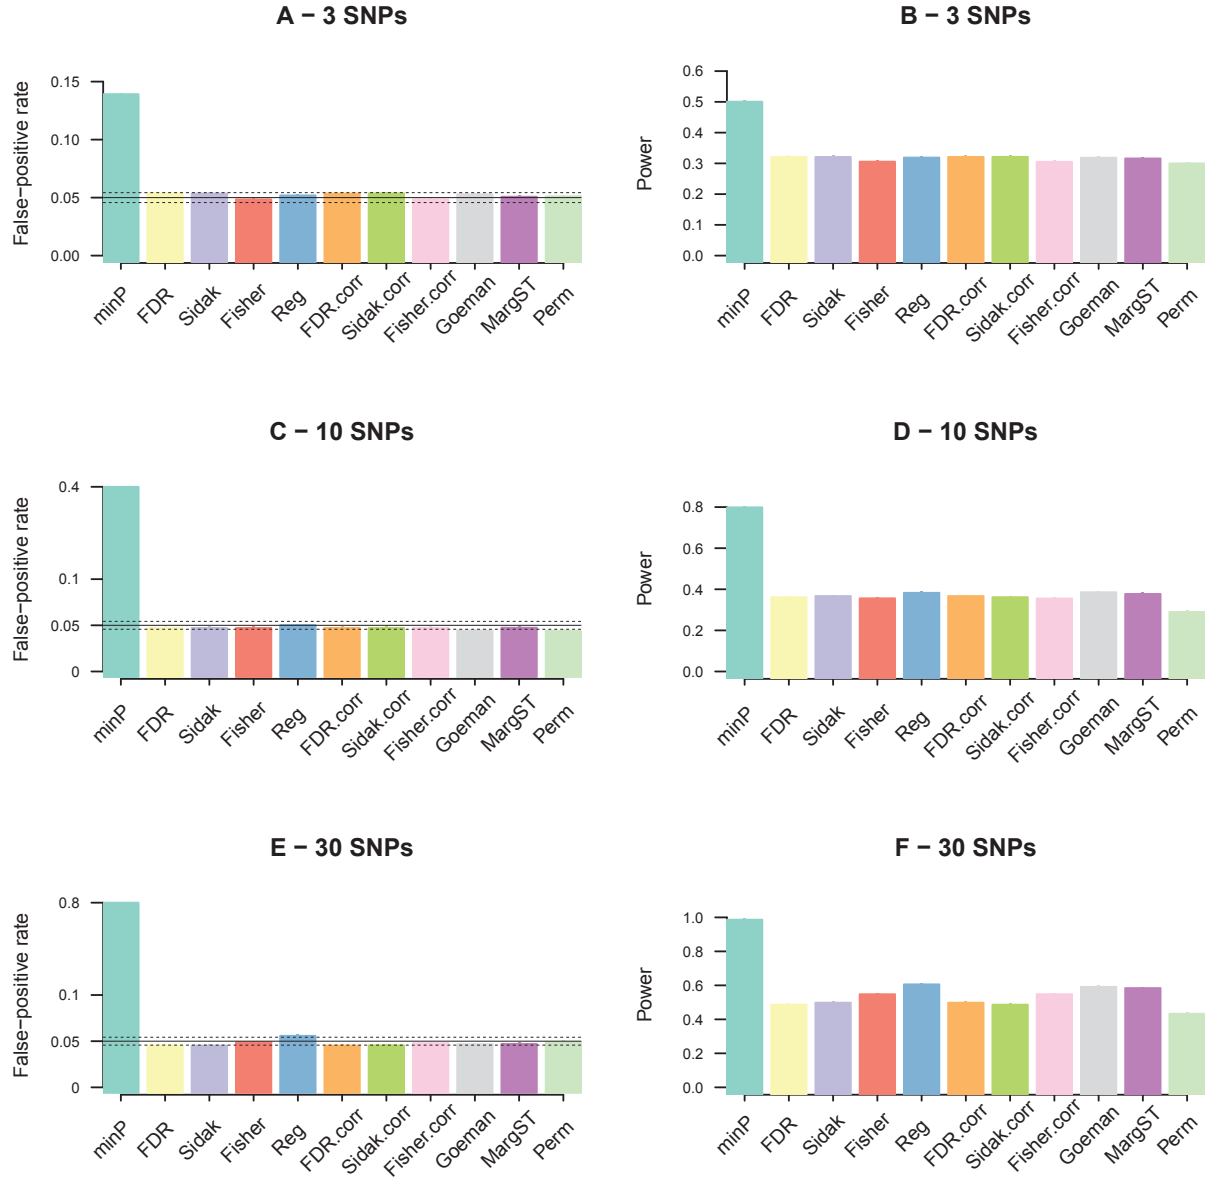 A − 3 SNPs
False−positive rate
0.15
0.10
0.05
0.00
minP
FDR
Sidak
Fisher
Reg
FDR.corr
Sidak.corr
Fisher.corr
Goeman
MargST
Perm
B − 3 SNPs
Power
0.6
0.5
0.4
0.3
0.2
0.1
0.0
minP
FDR
Sidak
Fisher
Reg
FDR.corr
Sidak.corr
Fisher.corr
Goeman
MargST
Perm
C − 10 SNPs
False−positive rate
0.4
0.1
0.05
0
minP
FDR
Sidak
Fisher
Reg
FDR.corr
Sidak.corr
Fisher.corr
Goeman
MargST
Perm
D − 10 SNPs
Power
0.8
0.6
0.4
0.2
0.0
minP
FDR
Sidak
Fisher
Reg
FDR.corr
Sidak.corr
Fisher.corr
Goeman
MargST
Perm
E − 30 SNPs
False−positive rate
0.8
0.1
0.05
0
minP
FDR
Sidak
Fisher
Reg
FDR.corr
Sidak.corr
Fisher.corr
Goeman
MargST
Perm
F − 30 SNPs
Power
1.0
0.8
0.6
0.4
0.2
0.0
minP
FDR
Sidak
Fisher
Reg
FDR.corr
Sidak.corr
Fisher.corr
Goeman
MargST
Perm